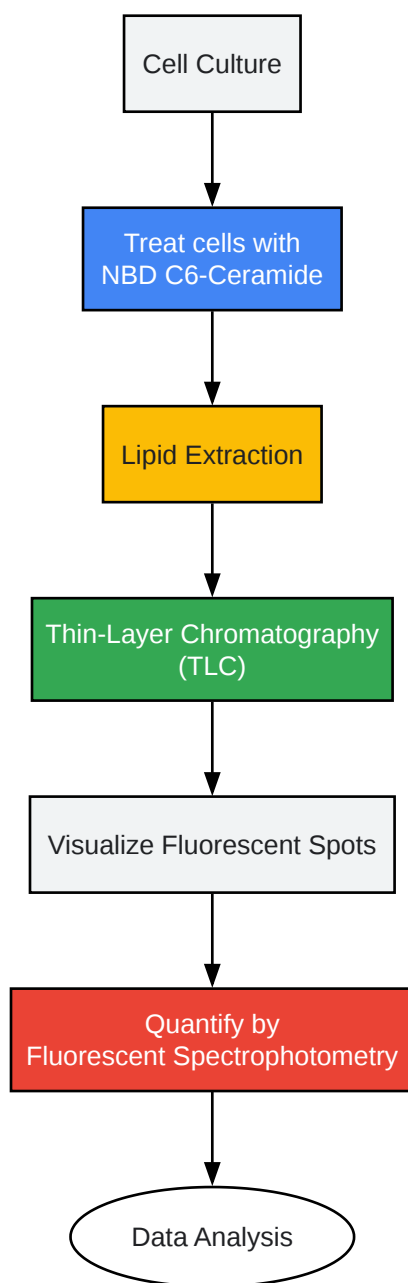 Cell Culture
Treat cells with
NBD C6-Ceramide
Lipid Extraction
Thin-Layer Chromatography
(TLC)
Visualize Fluorescent Spots
Quantify by
Fluorescent Spectrophotometry
Data Analysis